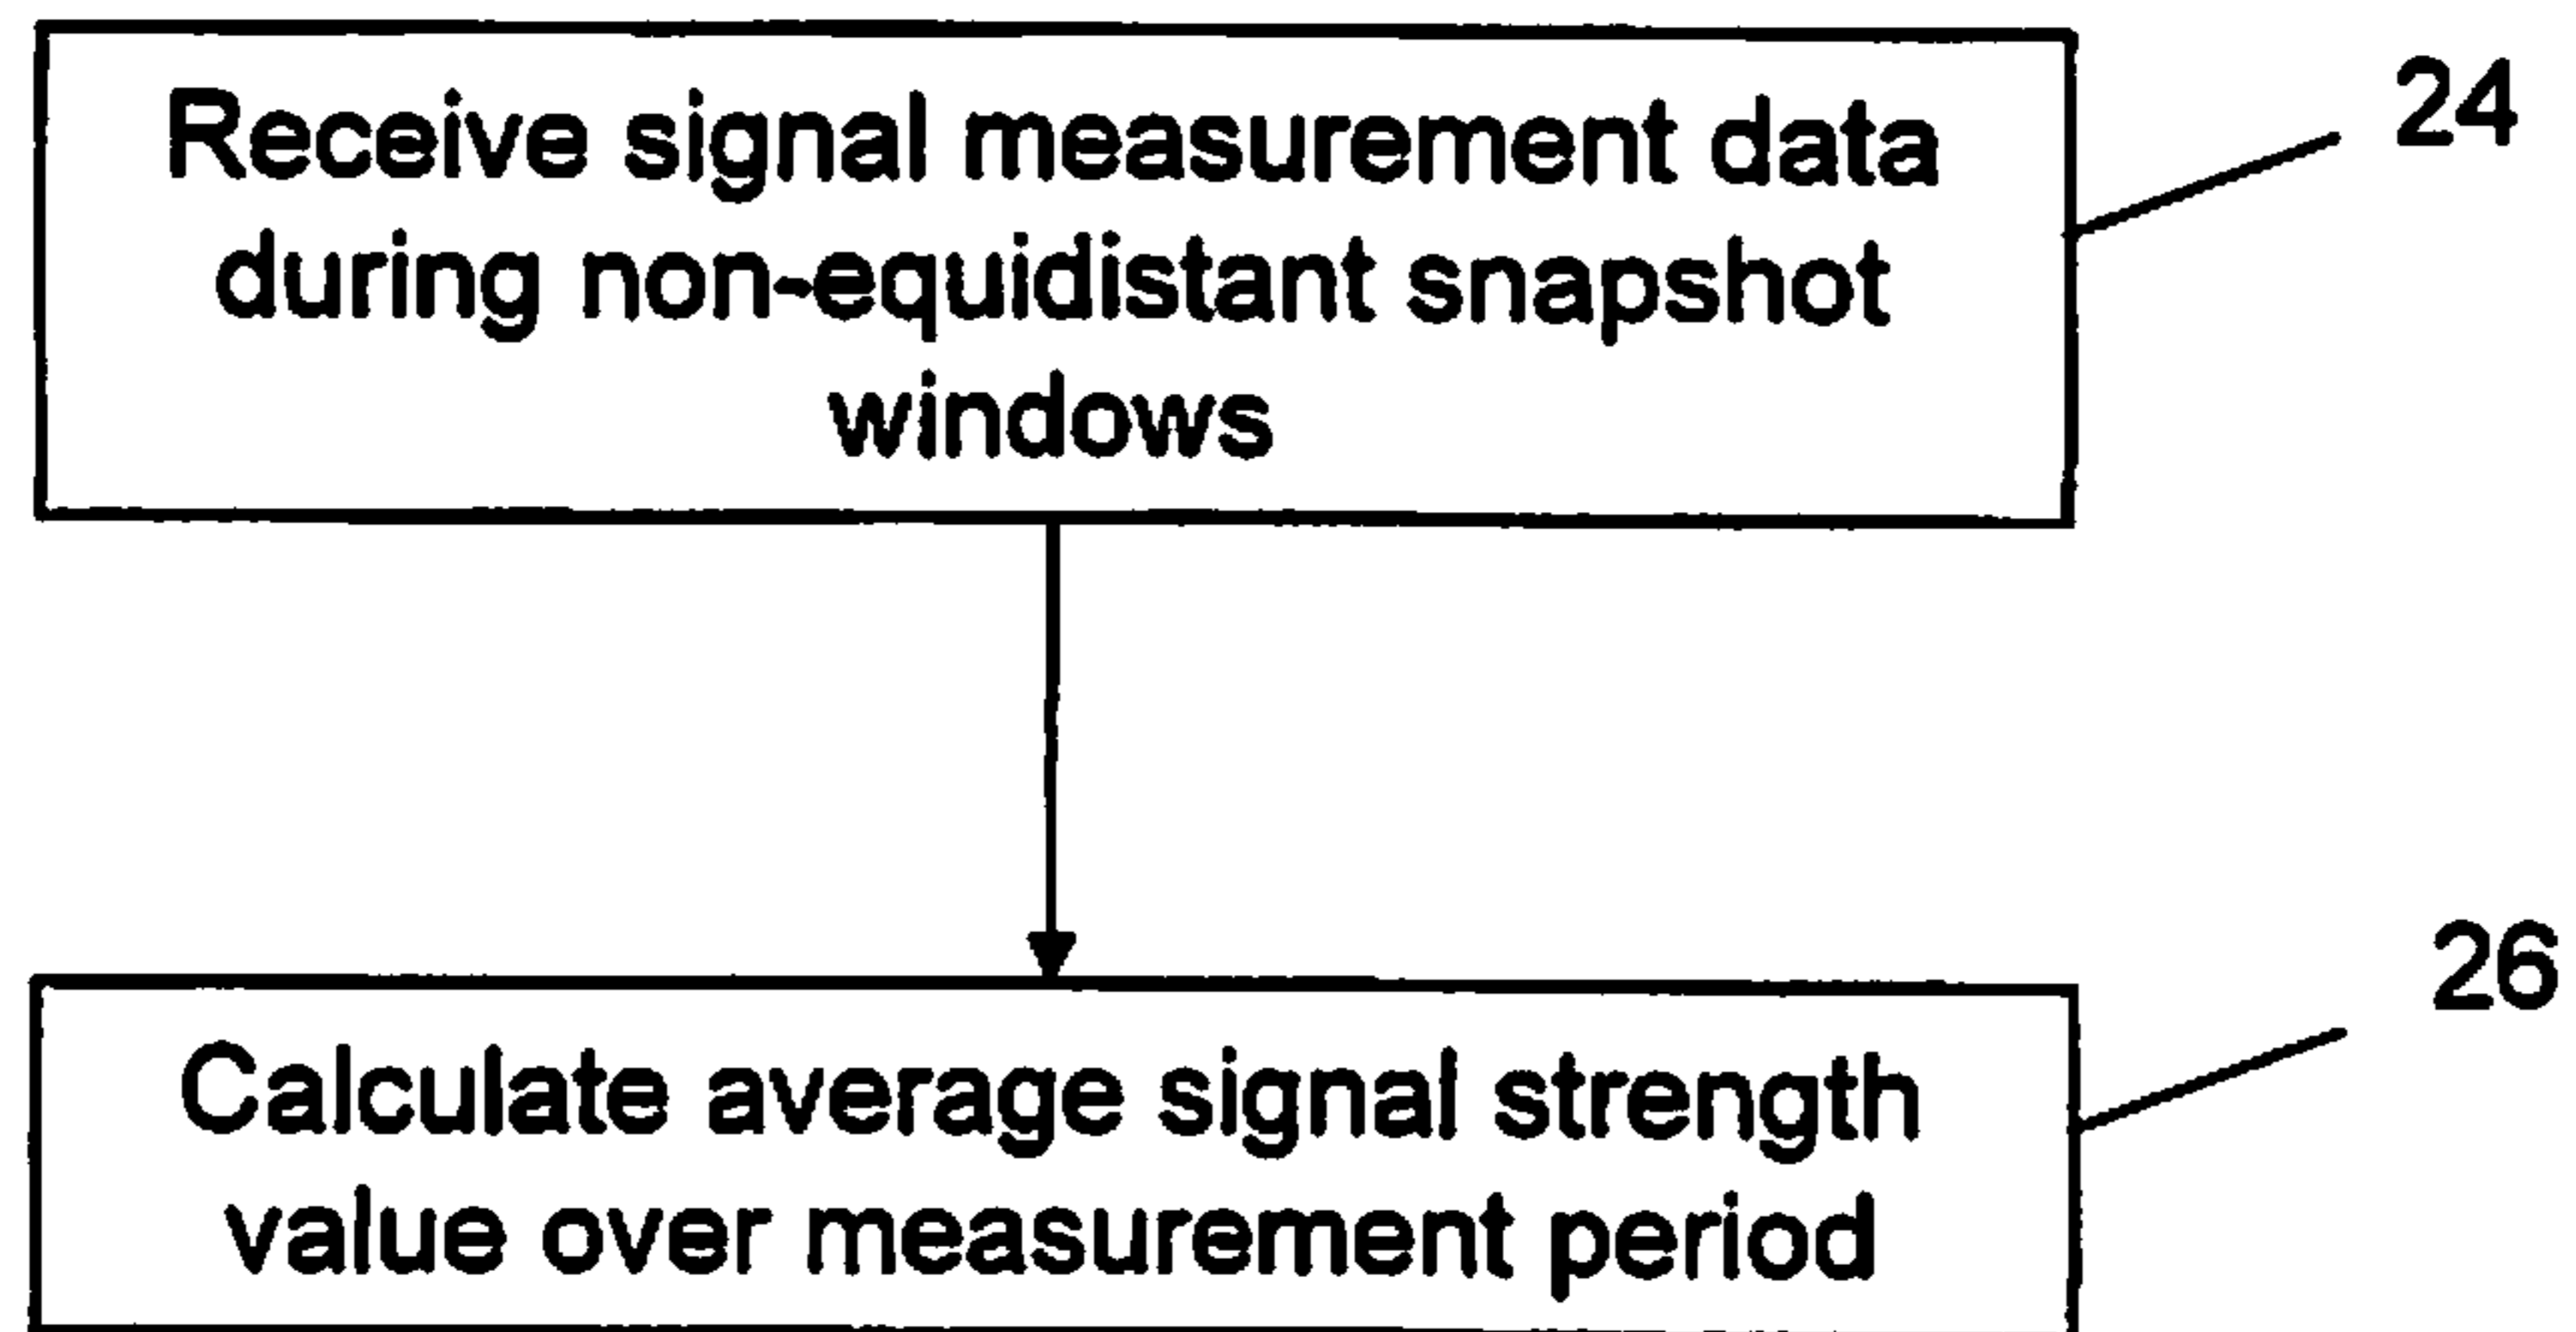 Receive signal measurement data
during non-equidistant snapshot
windows
24
26
Calculate average signal strength
value over measurement period